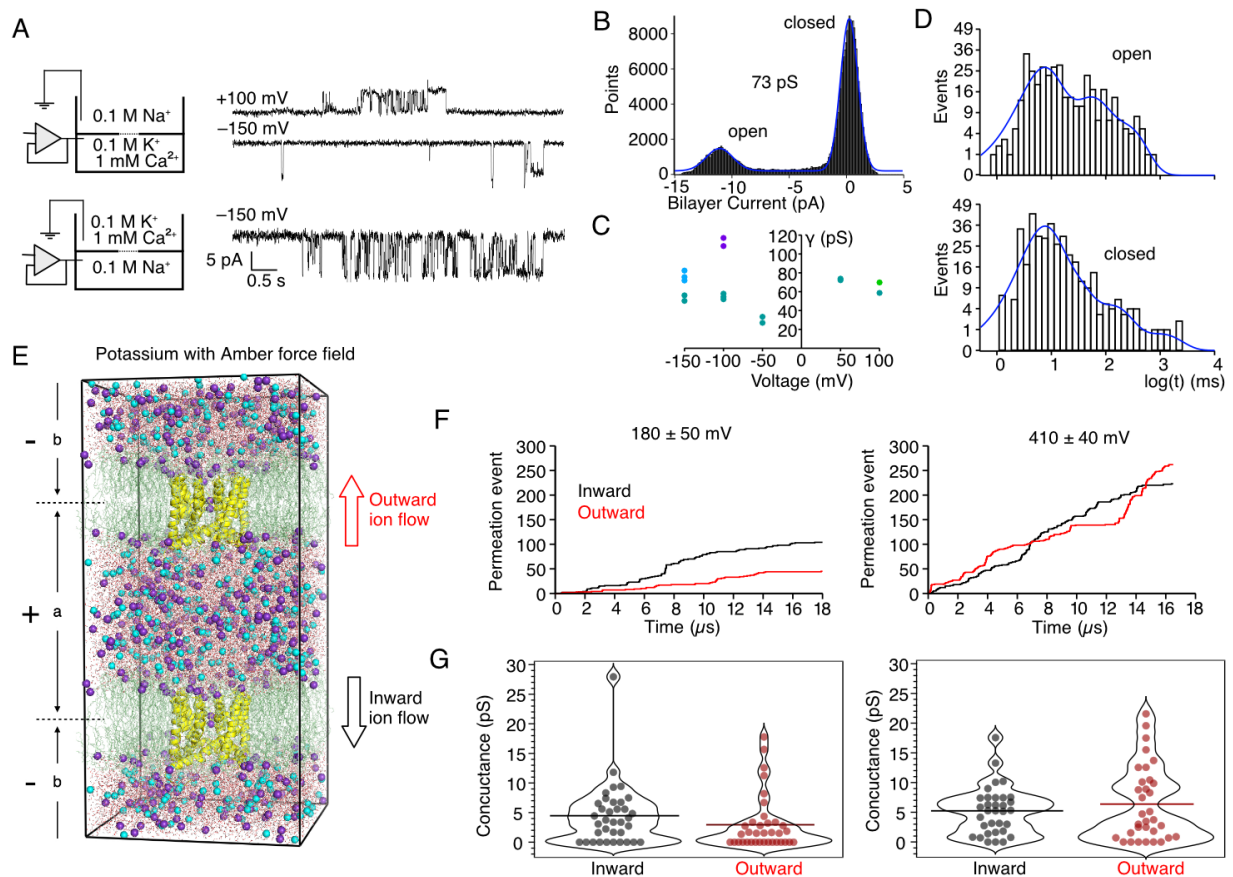 A
0.1 M Na⁺
0.1 M K⁺
1 mM Ca²⁺
+100 mV
−150 mV
0.1 M K⁺
1 mM Ca²⁺
0.1 M Na⁺
−150 mV
5 pA
0.5 s
B
8000
6000
4000
2000
0
Points
closed
73 pS
open
-15
-10
-5
0
5
Bilayer Current (pA)
C
120
100
80
60
40
20
γ (pS)
-150
-100
-50
0
50
100
Voltage (mV)
D
49
36
25
16
9
4
1
0
Events
open
49
36
25
16
9
4
1
0
Events
closed
0
1
2
3
4
log(t) (ms)
E
Potassium with Amber force field
-
b
+
a
-
b
Outward
ion flow
Inward
ion flow
F
180 ± 50 mV
300
250
200
150
100
50
0
Permeation event
Inward
Outward
0
2
4
6
8
10
12
14
16
18
Time (µs)
410 ± 40 mV
300
250
200
150
100
50
0
Permeation event
0
2
4
6
8
10
12
14
16
18
Time (µs)
G
30
25
20
15
10
5
0
Concuctance (pS)
Inward
Outward
30
25
20
15
10
5
0
Concuctance (pS)
Inward
Outward